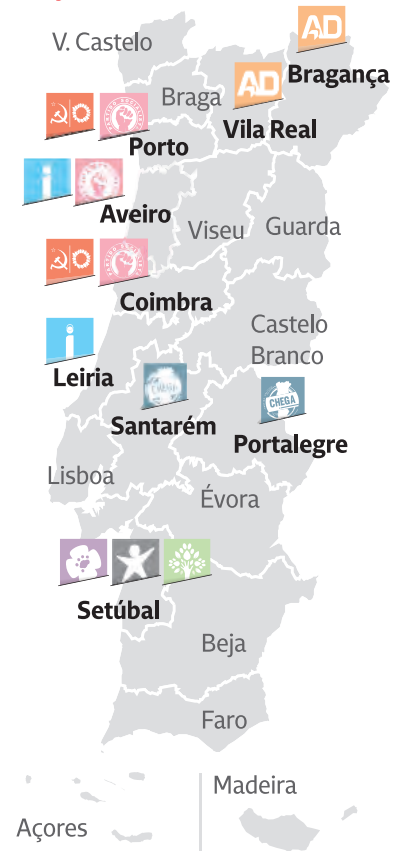 V. Castelo
AD
Bragança
AD
Braga
Vila Real
Porto
i
Aveiro
Viseu
Guarda
Coimbra
Castelo
Branco
i
Leiria
CHEGA
Santarém
Portalegre
Lisboa
Évora
Setúbal
Beja
Faro
Madeira
Açores